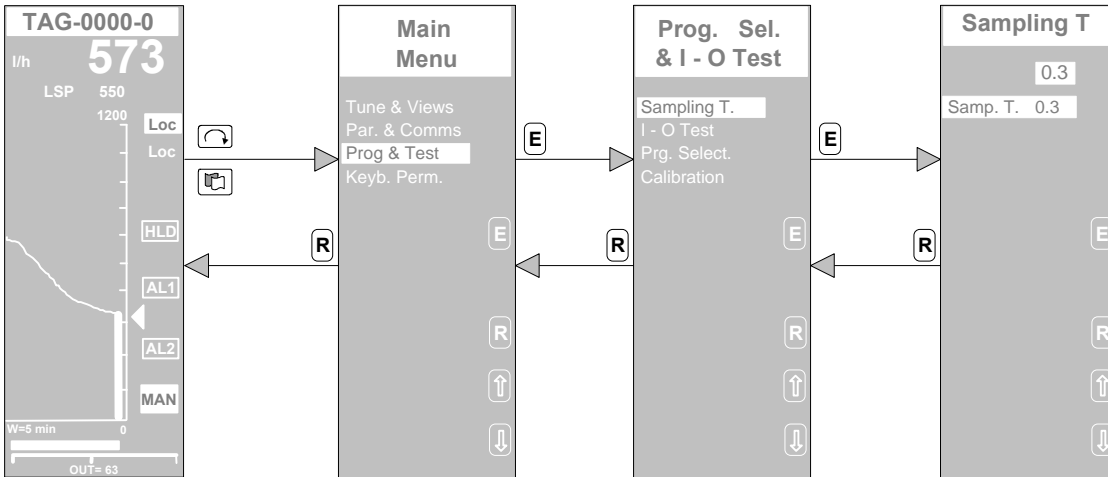 TAG-0000-0
l/h 573
LSP 550
1200
Loc
Loc
HLD
AL1
AL2
MAN
W=5 min 0
OUT= 63
R
Main
Menu
Tune & Views
Par. & Comms
Prog & Test
Keyb. Perm.
E
R
⇧
⇩
E
R
Prog. Sel.
& I - O Test
Sampling T.
I - O Test
Prg. Select.
Calibration
E
R
⇧
⇩
E
R
Sampling T
0.3
Samp. T. 0.3
E
R
⇧
⇩